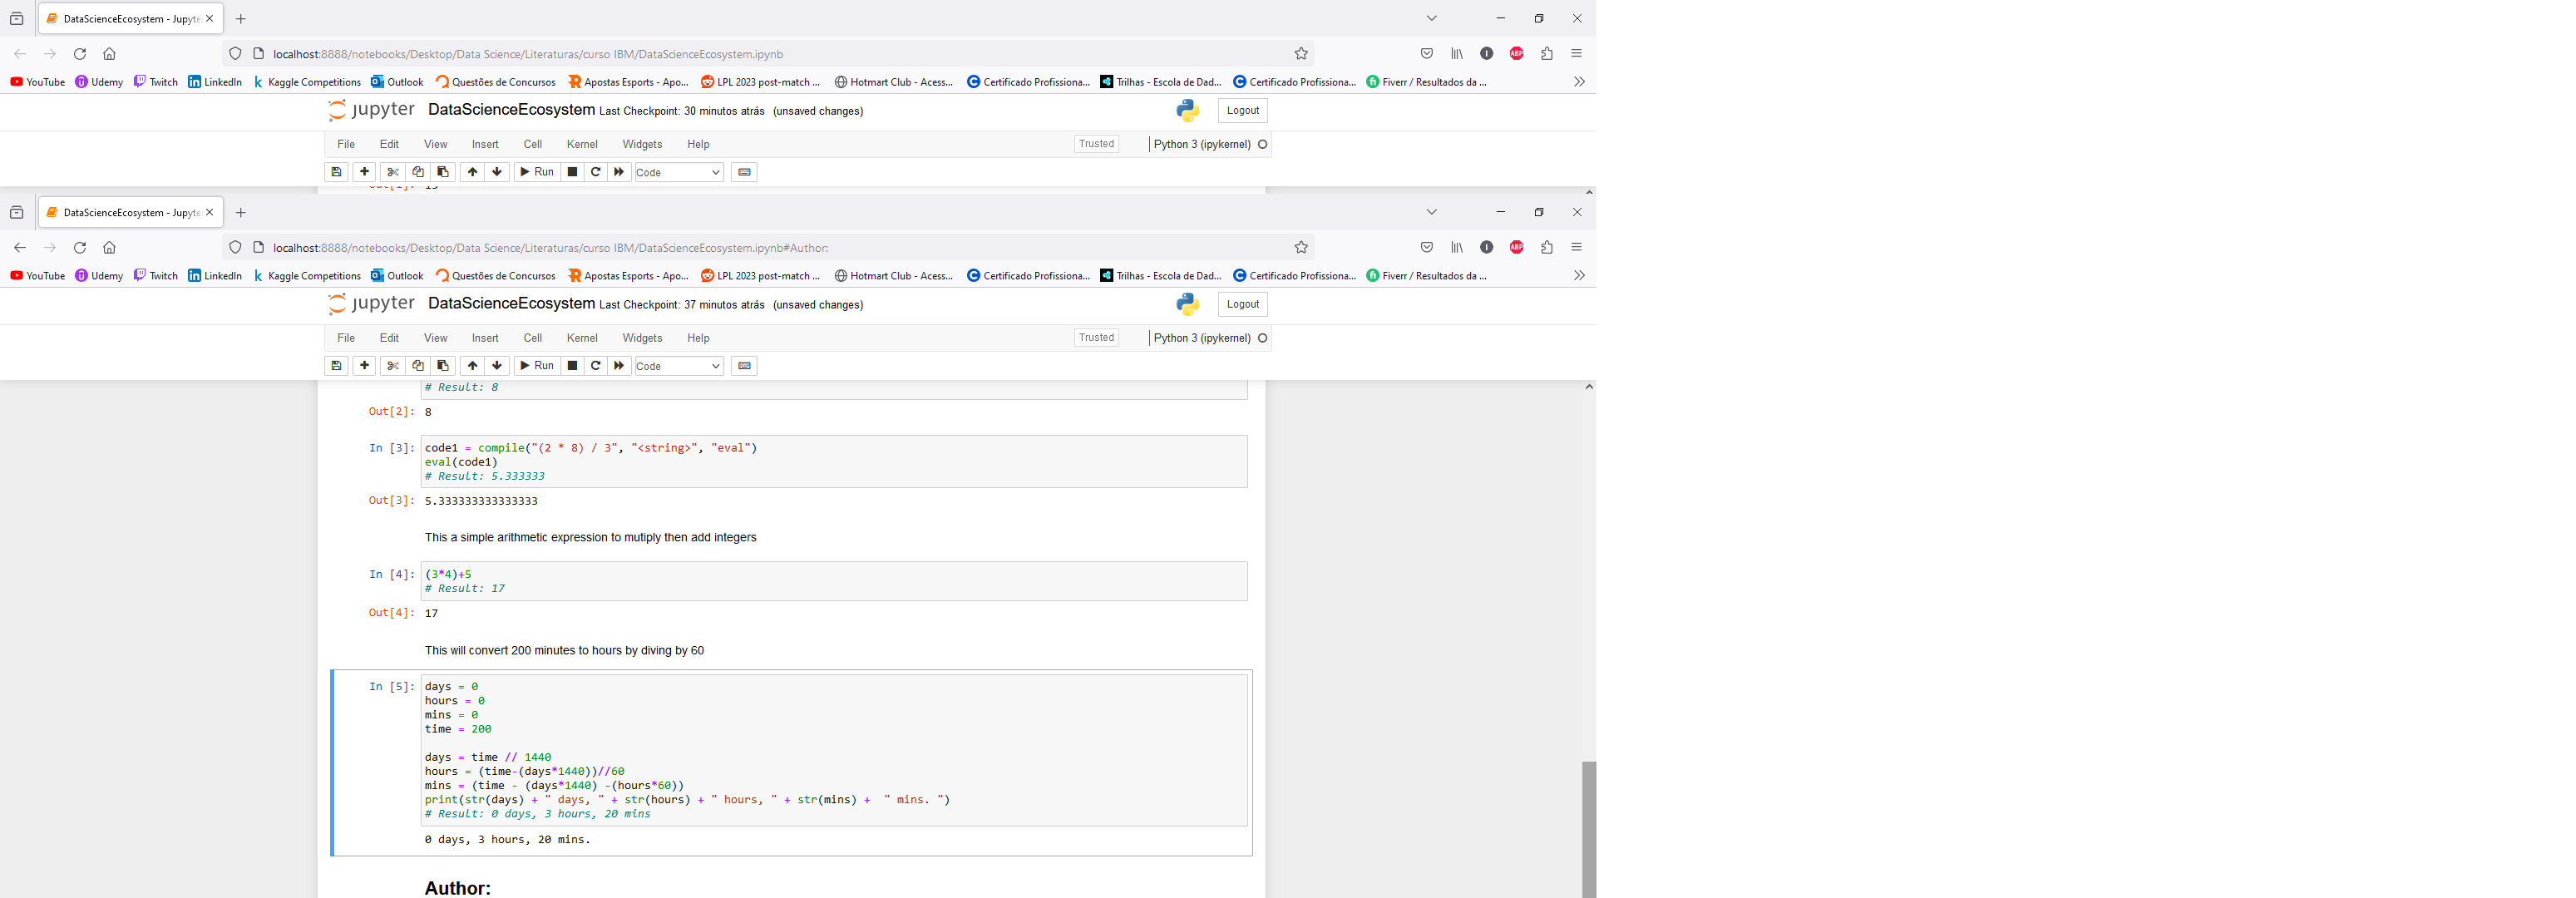 DataScienceEcosystem - Jupyte
localhost:8888/notebooks/Desktop/Data Science/Literaturas/curso IBM/DataScienceEcosystem.ipynb
YouTube Udemy Twitch LinkedIn Kaggle Competitions Outlook Questões de Concursos Apostas Esports - Apo... LPL 2023 post-match ... Hotmart Club - Acess... Certificado Profissiona... Trilhas - Escola de Dad... Certificado Profissiona... Fiverr / Resultados da ...
jupyter DataScienceEcosystem Last Checkpoint: 30 minutos atrás (unsaved changes) Logout
File Edit View Insert Cell Kernel Widgets Help Trusted Python 3 (ipykernel)
Run Code
DataScienceEcosystem - Jupyte
localhost:8888/notebooks/Desktop/Data Science/Literaturas/curso IBM/DataScienceEcosystem.ipynb#Author:
YouTube Udemy Twitch LinkedIn Kaggle Competitions Outlook Questões de Concursos Apostas Esports - Apo... LPL 2023 post-match ... Hotmart Club - Acess... Certificado Profissiona... Trilhas - Escola de Dad... Certificado Profissiona... Fiverr / Resultados da ...
jupyter DataScienceEcosystem Last Checkpoint: 37 minutos atrás (unsaved changes) Logout
File Edit View Insert Cell Kernel Widgets Help Trusted Python 3 (ipykernel)
Run Code
# Result: 8
Out[2]: 8
In [3]: code1 = compile("(2 * 8) / 3", "<string>", "eval")
eval(code1)
# Result: 5.333333
Out[3]: 5.333333333333333
This a simple arithmetic expression to mutiply then add integers
In [4]: (3*4)+5
# Result: 17
Out[4]: 17
This will convert 200 minutes to hours by diving by 60
In [5]: days = 0
hours = 0
mins = 0
time = 200
days = time // 1440
hours = (time-(days*1440))//60
mins = (time - (days*1440) -(hours*60))
print(str(days) + " days, " + str(hours) + " hours, " + str(mins) +  " mins. ")
# Result: 0 days, 3 hours, 20 mins
0 days, 3 hours, 20 mins.
Author: